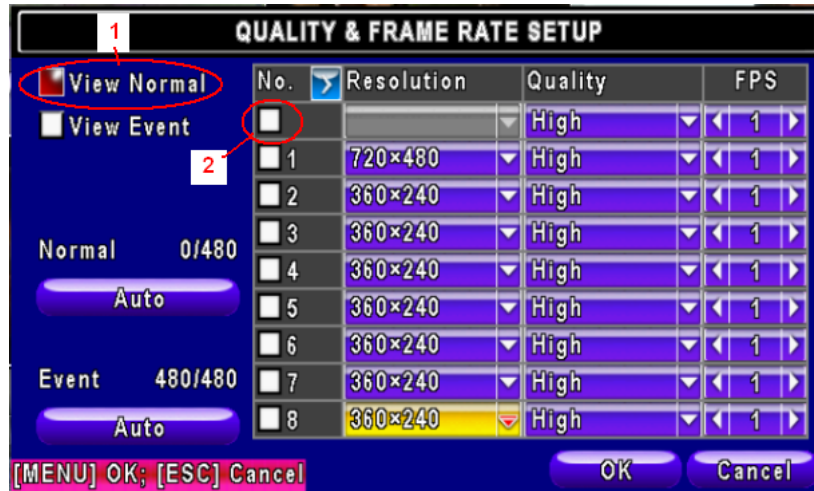 QUALITY & FRAME RATE SETUP
1
View Normal
No. Resolution Quality FPS
View Event
High 1
2
1 720×480 High 1
2 360×240 High 1
3 360×240 High 1
Normal 0/480
4 360×240 High 1
Auto
5 360×240 High 1
6 360×240 High 1
Event 480/480
7 360×240 High 1
Auto
8 360×240 High 1
[MENU] OK; [ESC] Cancel
OK Cancel